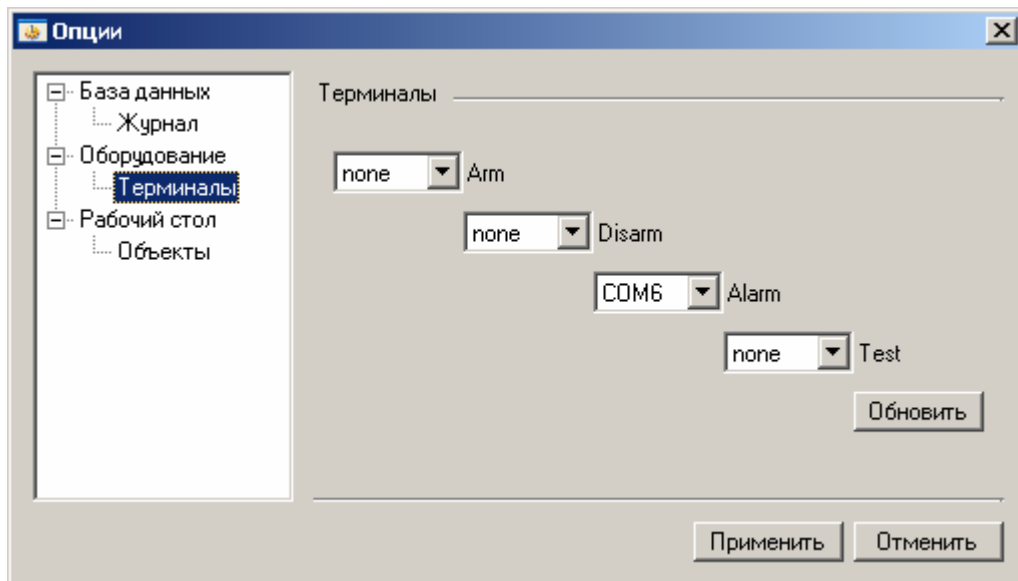 Опции
База данных
Журнал
Оборудование
Терминалы
Рабочий стол
Объекты
Терминалы
none Arm
none Disarm
COM6 Alarm
none Test
Обновить
Применить Отменить